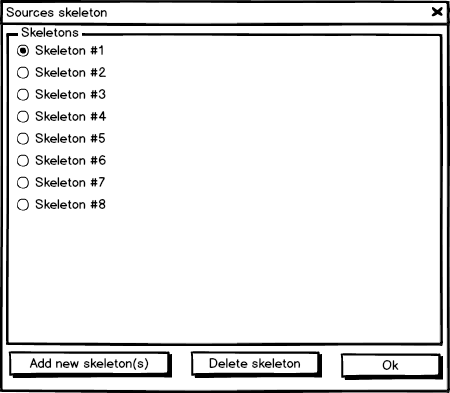 Sources skeleton
Skeletons
Skeleton #1
Skeleton #2
Skeleton #3
Skeleton #4
Skeleton #5
Skeleton #6
Skeleton #7
Skeleton #8
Add new skeleton(s) Delete skeleton Ok